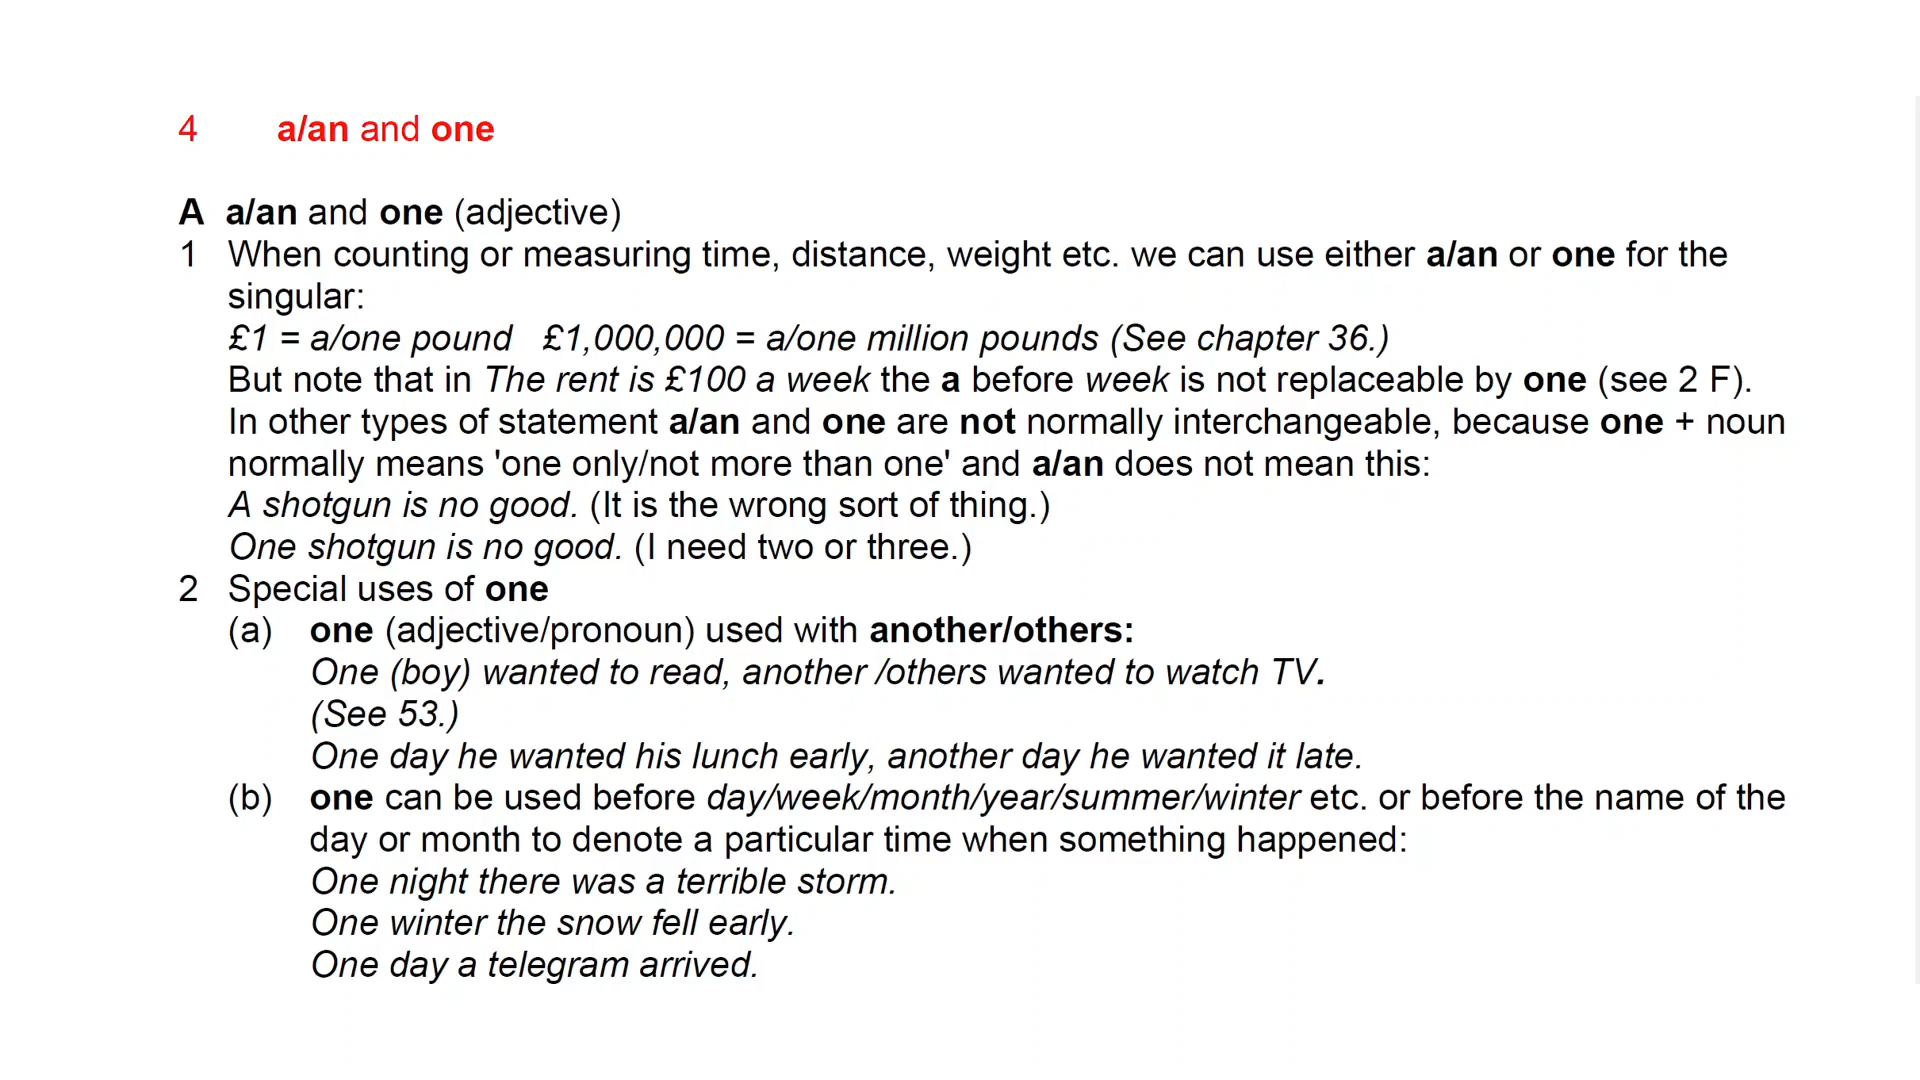 4 a/an and one
A a/an and one (adjective)
1 When counting or measuring time, distance, weight etc. we can use either a/an or one for the
singular:
£1 = a/one pound £1,000,000 = a/one million pounds (See chapter 36.)
But note that in The rent is £100 a week the a before week is not replaceable by one (see 2 F).
In other types of statement a/an and one are not normally interchangeable, because one + noun
normally means 'one only/not more than one' and a/an does not mean this:
A shotgun is no good. (It is the wrong sort of thing.)
One shotgun is no good. (I need two or three.)
2 Special uses of one
(a) one (adjective/pronoun) used with another/others:
One (boy) wanted to read, another /others wanted to watch TV.
(See 53.)
One day he wanted his lunch early, another day he wanted it late.
(b) one can be used before day/week/month/year/summer/winter etc. or before the name of the
day or month to denote a particular time when something happened:
One night there was a terrible storm.
One winter the snow fell early.
One day a telegram arrived.